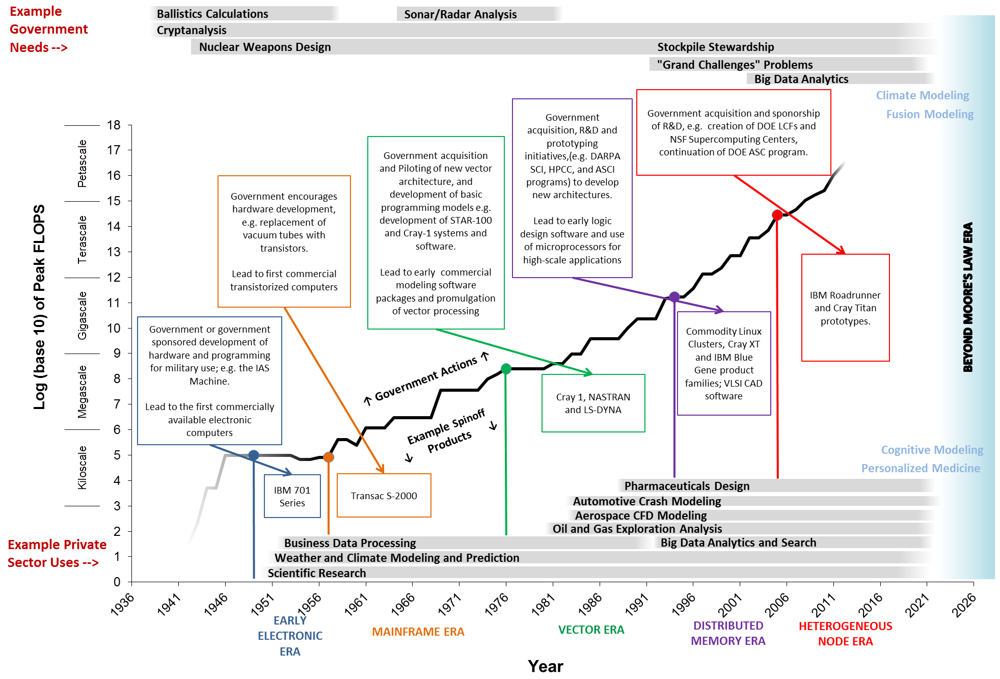 Example
Government
Needs -->
Ballistics Calculations
Sonar/Radar Analysis
Cryptanalysis
Nuclear Weapons Design
Stockpile Stewardship
"Grand Challenges" Problems
Big Data Analytics
Climate Modeling
Fusion Modeling
Log (base 10) of Peak FLOPS
Petascale
Terascale
Gigascale
Megascale
Kiloscale
18
17
16
15
14
13
12
11
10
9
8
7
6
5
4
3
2
1
0
Government or government
sponsored development of
hardware and programming
for military use; e.g. the IAS
Machine.
Lead to the first commercially
available electronic
computers
Government encourages
hardware development,
e.g. replacement of
vacuum tubes with
transistors.
Lead to first commercial
transistorized computers
Government acquisition
and Piloting of new vector
architecture, and
development of basic
programming models e.g.
development of STAR-100
and Cray-1 systems and
software.
Lead to early commercial
modeling software
packages and promulgation
of vector processing
Government
acquisition, R&D and
prototyping
initiatives,(e.g. DARPA
SCI, HPCC, and ASCI
programs) to develop
new architectures.
Lead to early logic
design software and use
of microprocessors for
high-scale applications
Government acquisition and sponorship
of R&D, e.g. creation of DOE LCFs and
NSF Supercomputing Centers,
continuation of DOE ASC program.
↑ Government Actions ↑
Example Spinoff
Products
↓ ↓
IBM 701
Series
Transac S-2000
Cray 1, NASTRAN
and LS-DYNA
Commodity Linux
Clusters, Cray XT
and IBM Blue
Gene product
families; VLSI CAD
software
IBM Roadrunner
and Cray Titan
prototypes.
BEYOND MOORE'S LAW ERA
Cognitive Modeling
Personalized Medicine
Pharmaceuticals Design
Automotive Crash Modeling
Aerospace CFD Modeling
Oil and Gas Exploration Analysis
Example Private
Sector Uses -->
Business Data Processing
Big Data Analytics and Search
Weather and Climate Modeling and Prediction
Scientific Research
1936
1941
1946
1951
1956
1961
1966
1971
1976
1981
1986
1991
1996
2001
2006
2011
2016
2021
2026
EARLY
ELECTRONIC
ERA
MAINFRAME ERA
VECTOR ERA
DISTRIBUTED
MEMORY ERA
HETEROGENEOUS
NODE ERA
Year